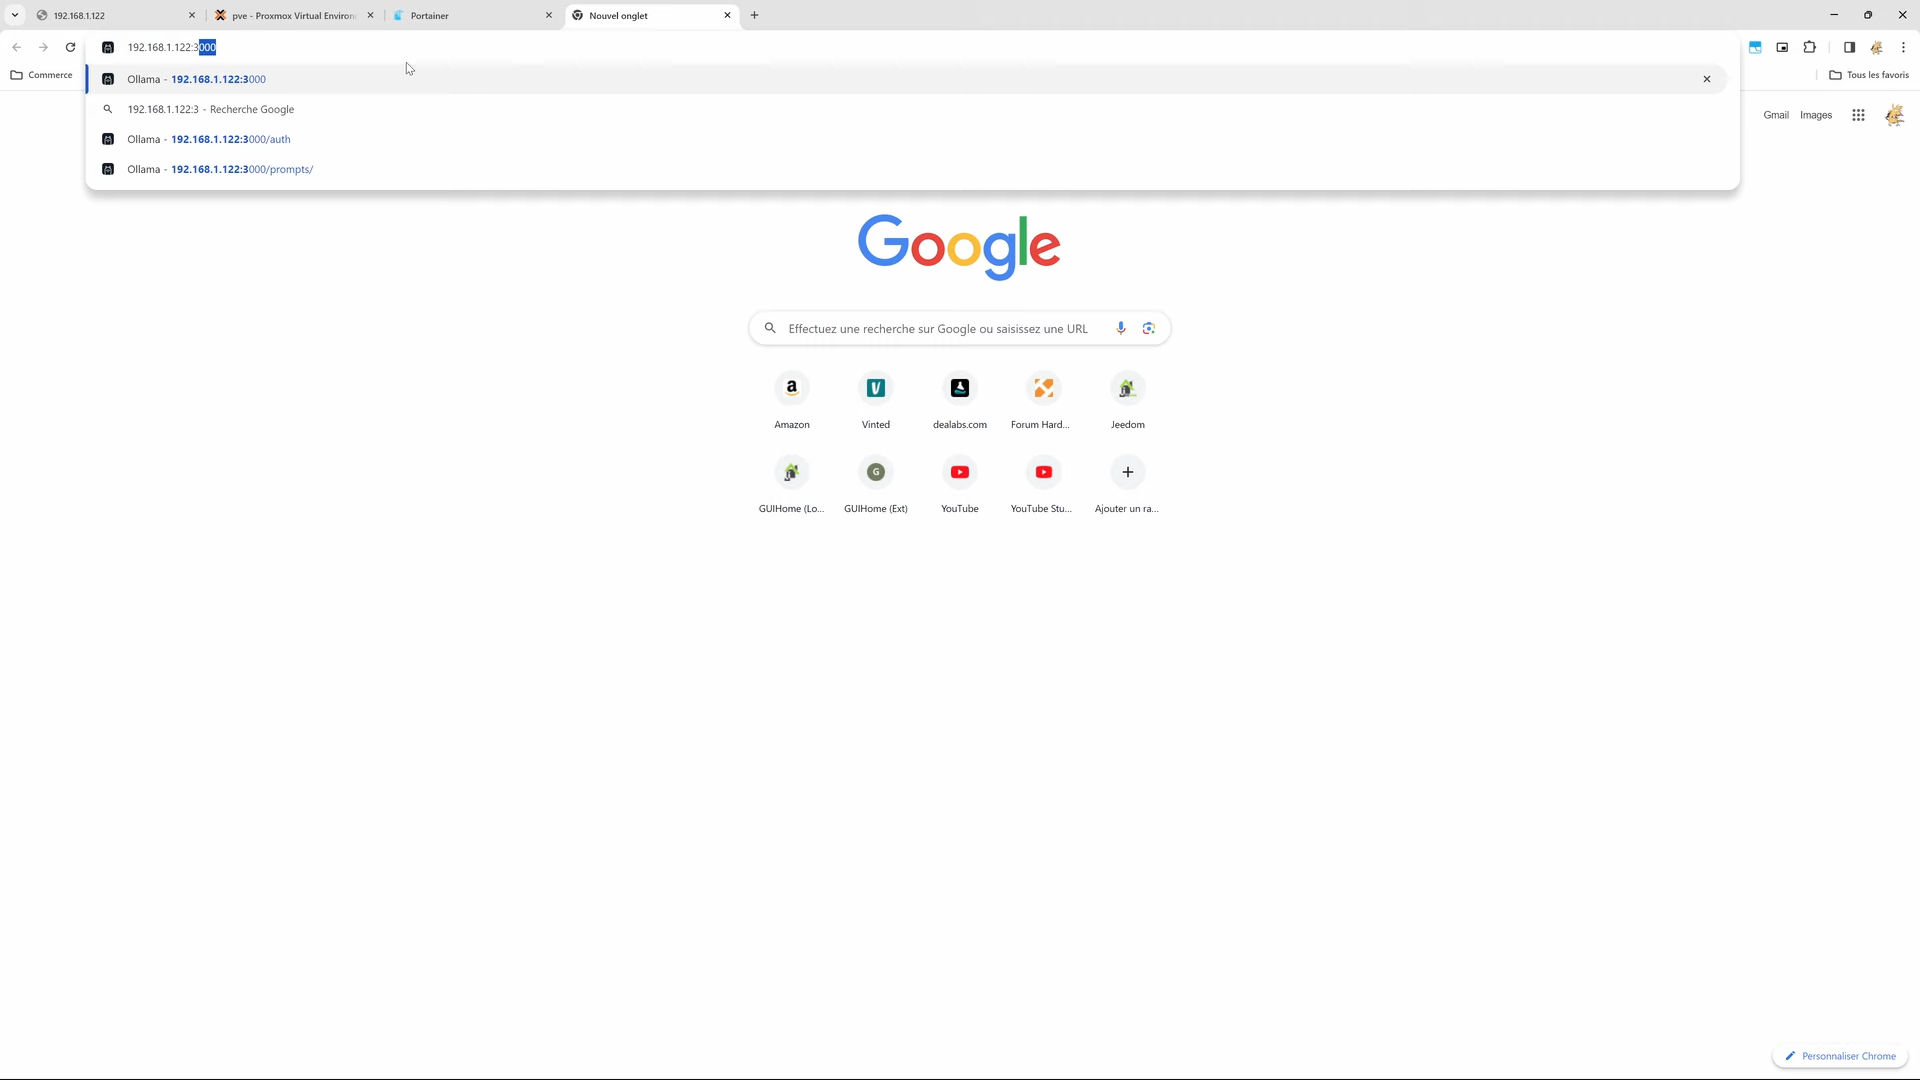 192.168.1.122
pve - Proxmox Virtual Environ
Portainer
Nouvel onglet
192.168.1.122:3000
Commerce
Ollama - 192.168.1.122:3000
Tous les favoris
192.168.1.122:3 - Recherche Google
Gmail Images
Ollama - 192.168.1.122:3000/auth
Ollama - 192.168.1.122:3000/prompts/
Google
Effectuez une recherche sur Google ou saisissez une URL
a
Amazon
Vinted
dealabs.com
Forum Hard...
Jeedom
G
GUIHome (Lo...
GUIHome (Ext)
YouTube
YouTube Stu...
Ajouter un ra...
Personnaliser Chrome